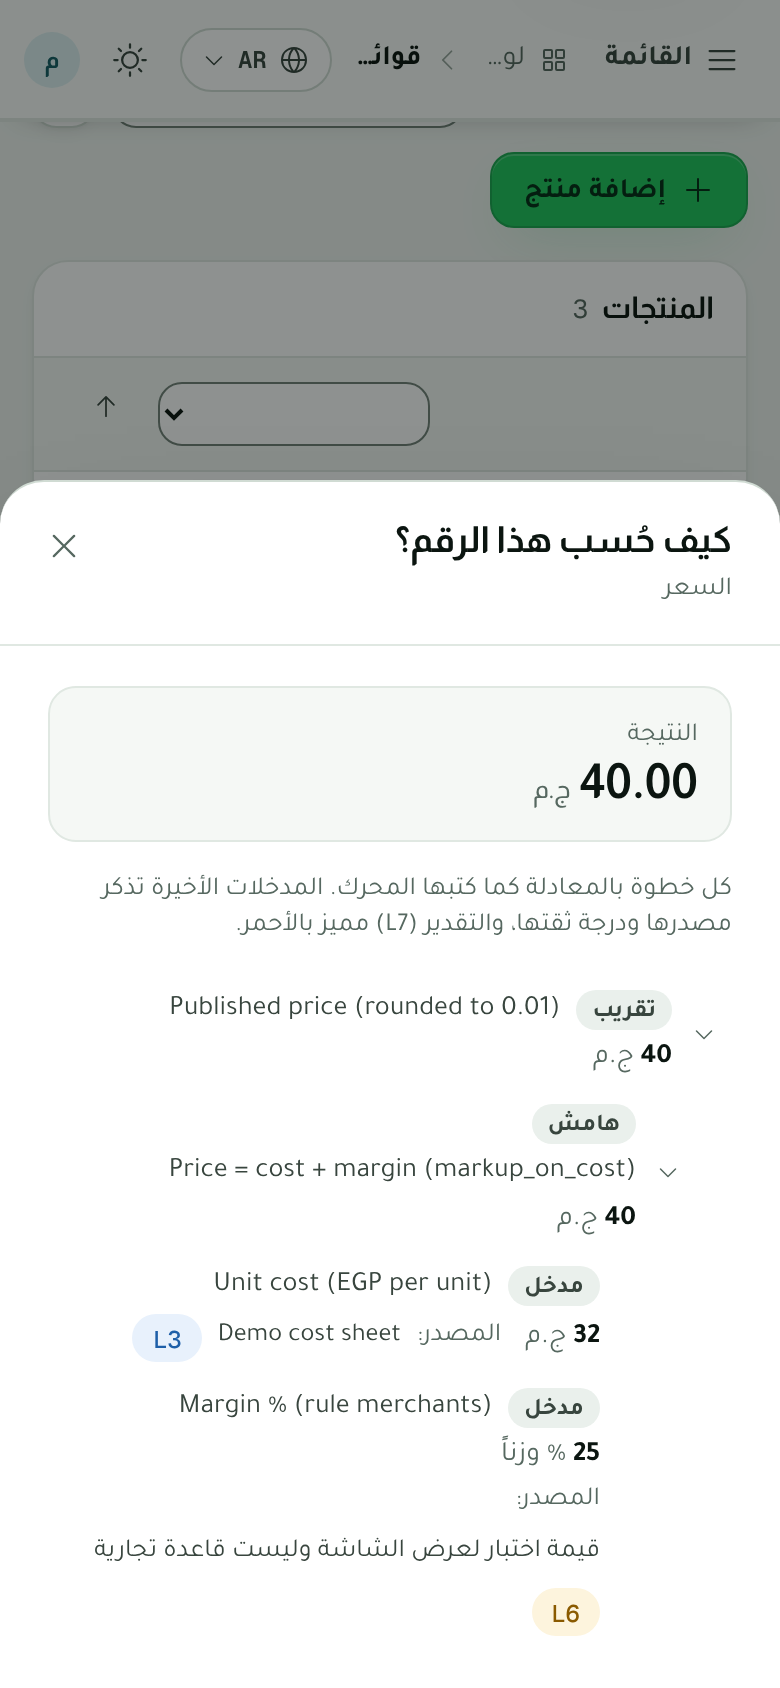 القائمة لو... قوائـ... AR م
إضافة منتج
المنتجات 3
كيف حُسب هذا الرقم؟
السعر
النتيجة
40.00 ج.م
كل خطوة بالمعادلة كما كتبها المحرك. المدخلات الأخيرة تذكر
مصدرها ودرجة ثقتها، والتقدير (L7) مميز بالأحمر.
تقريب Published price (rounded to 0.01)
40 ج.م
هامش
Price = cost + margin (markup_on_cost)
40 ج.م
مدخل Unit cost (EGP per unit)
32 ج.م المصدر: Demo cost sheet L3
مدخل Margin % (rule merchants)
25 % وزناً
المصدر:
قيمة اختبار لعرض الشاشة وليست قاعدة تجارية
L6